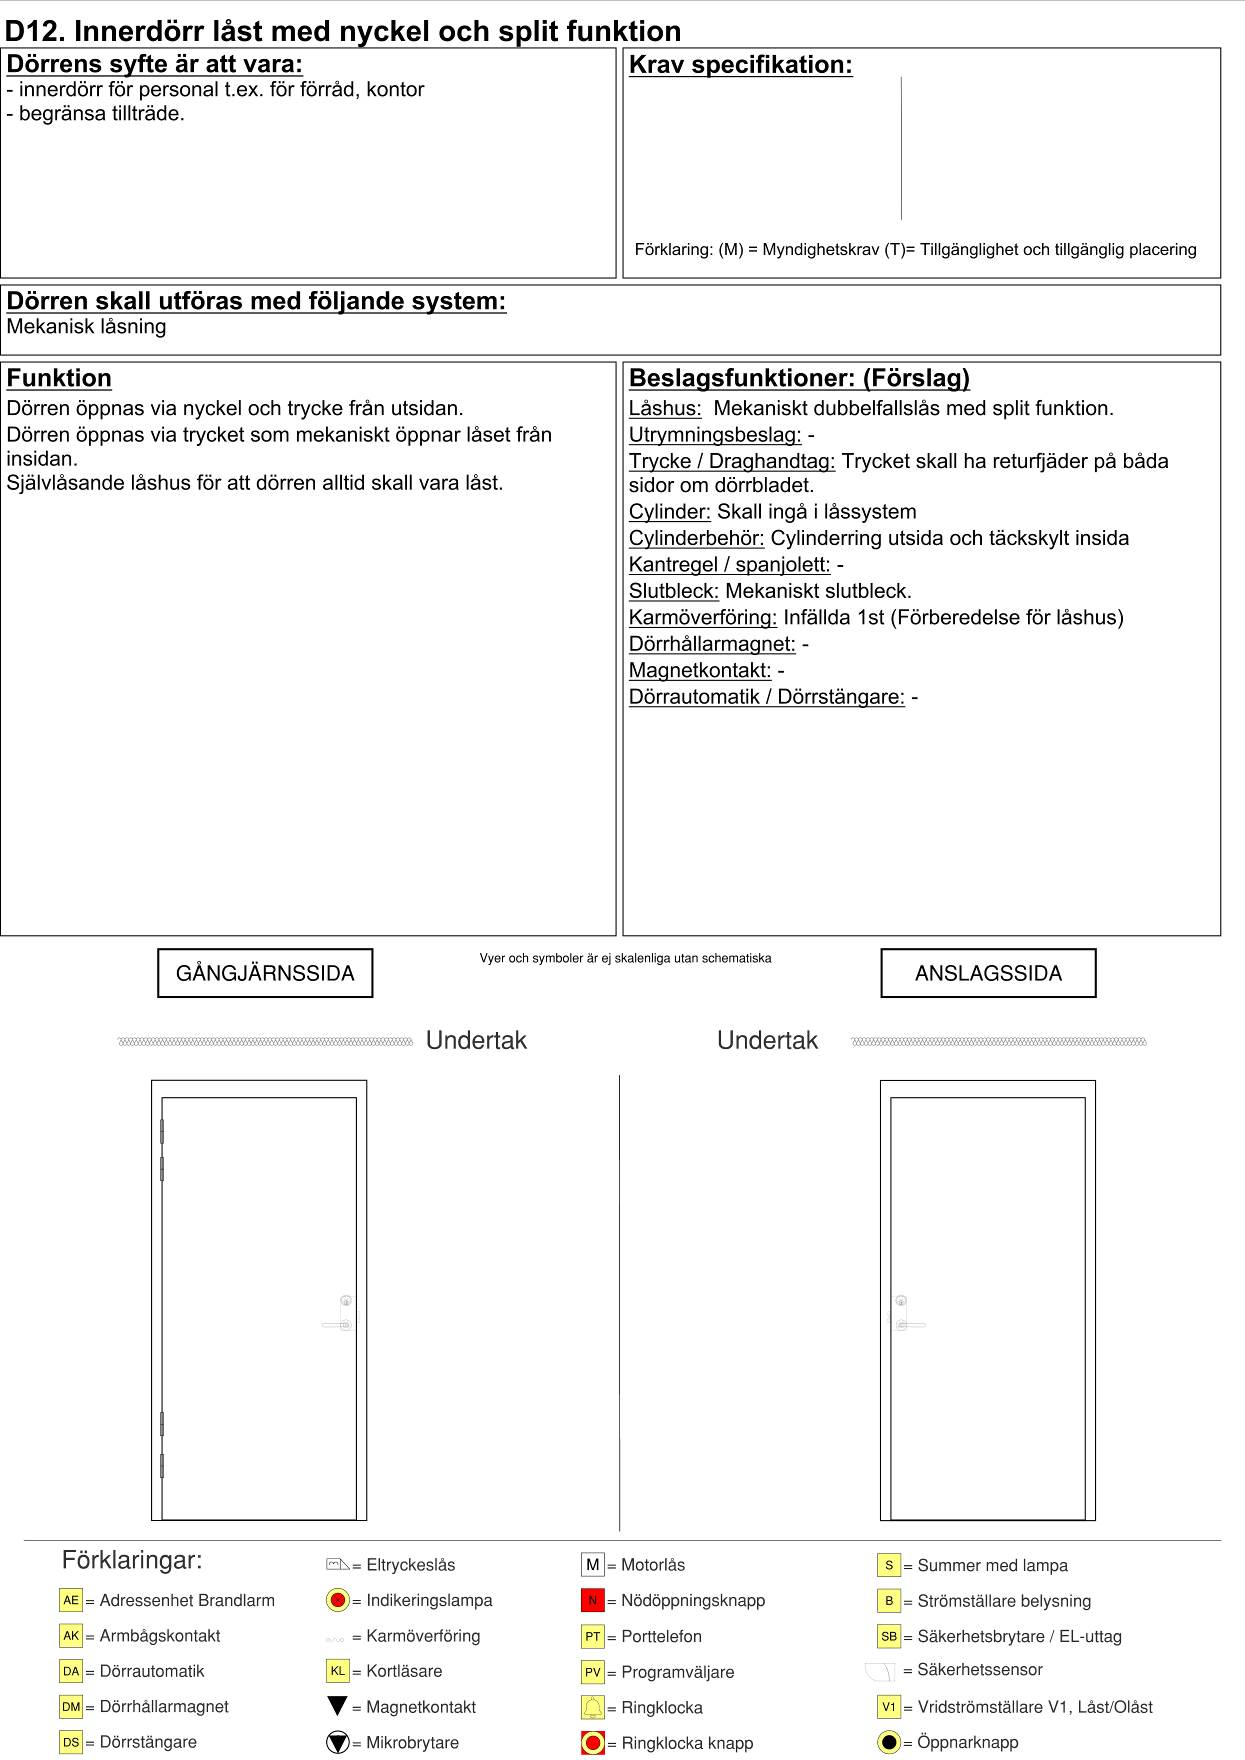 D12. Innerdörr låst med nyckel och split funktion
Dörrens syfte är att vara:
- innerdörr för personal t.ex. för förråd, kontor
- begränsa tillträde.
Krav specifikation:
Förklaring: (M) = Myndighetskrav (T)= Tillgänglighet och tillgänglig placering
Dörren skall utföras med följande system:
Mekanisk låsning
Funktion
Dörren öppnas via nyckel och trycke från utsidan.
Dörren öppnas via trycket som mekaniskt öppnar låset från
insidan.
Självlåsande låshus för att dörren alltid skall vara låst.
Beslagsfunktioner: (Förslag)
Låshus: Mekaniskt dubbelfallslås med split funktion.
Utrymningsbeslag: -
Trycke / Draghandtag: Trycket skall ha returfjäder på båda
sidor om dörrbladet.
Cylinder: Skall ingå i låssystem
Cylinderbehör: Cylinderring utsida och täckskylt insida
Kantregel / spanjolett: -
Slutbleck: Mekaniskt slutbleck.
Karmöverföring: Infällda 1st (Förberedelse för låshus)
Dörrhållarmagnet: -
Magnetkontakt: -
Dörrautomatik / Dörrstängare: -
GÅNGJÄRNSSIDA
Vyer och symboler är ej skalenliga utan schematiska
ANSLAGSSIDA
Undertak
Undertak
Förklaringar:
AE = Adressenhet Brandlarm
AK = Armbågskontakt
DA = Dörrautomatik
DM = Dörrhållarmagnet
DS = Dörrstängare
= Eltryckeslås
= Indikeringslampa
= Karmöverföring
KL = Kortläsare
= Magnetkontakt
= Mikrobrytare
M = Motorlås
N = Nödöppningsknapp
PT = Porttelefon
PV = Programväljare
= Ringklocka
= Ringklocka knapp
S = Summer med lampa
B = Strömställare belysning
SB = Säkerhetsbrytare / EL-uttag
= Säkerhetssensor
V1 = Vridströmställare V1, Låst/Olåst
= Öppnarknapp